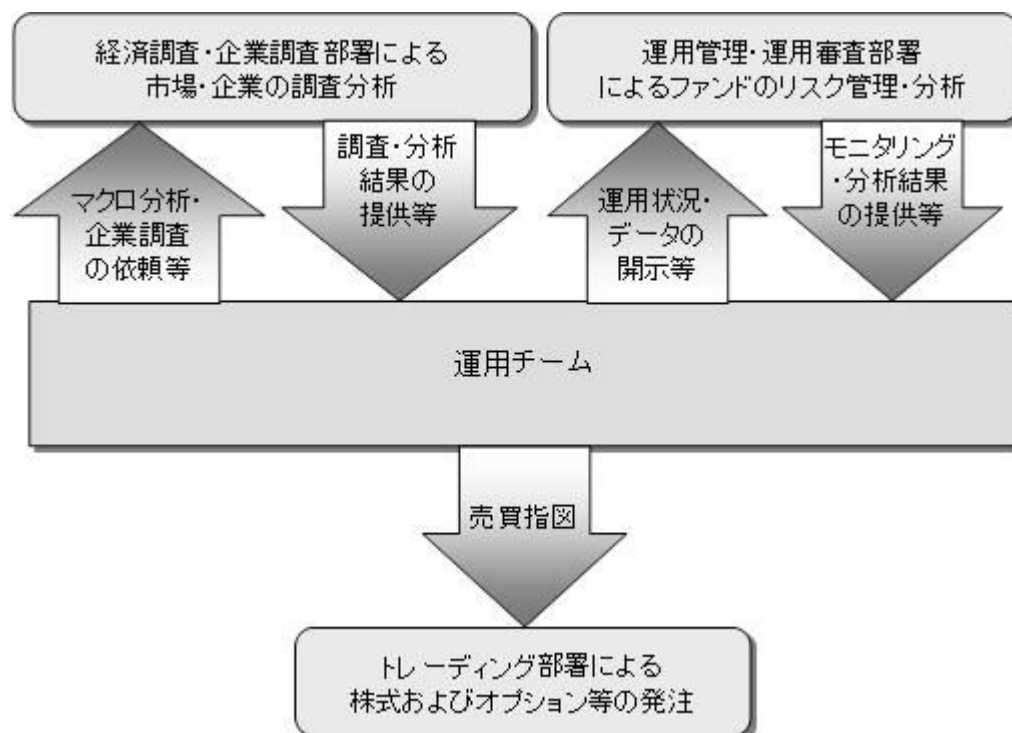 経済調査・企業調査部署による
市場・企業の調査分析
運用管理・運用審査部署
によるファンドのリスク管理・分析
マクロ分析・
企業調査
の依頼等
調査・分析
結果の
提供等
運用状況・
データの
開示等
モニタリング
・分析結果
の提供等
運用チーム
売買指図
トレーディング部署による
株式およびオプション等の発注